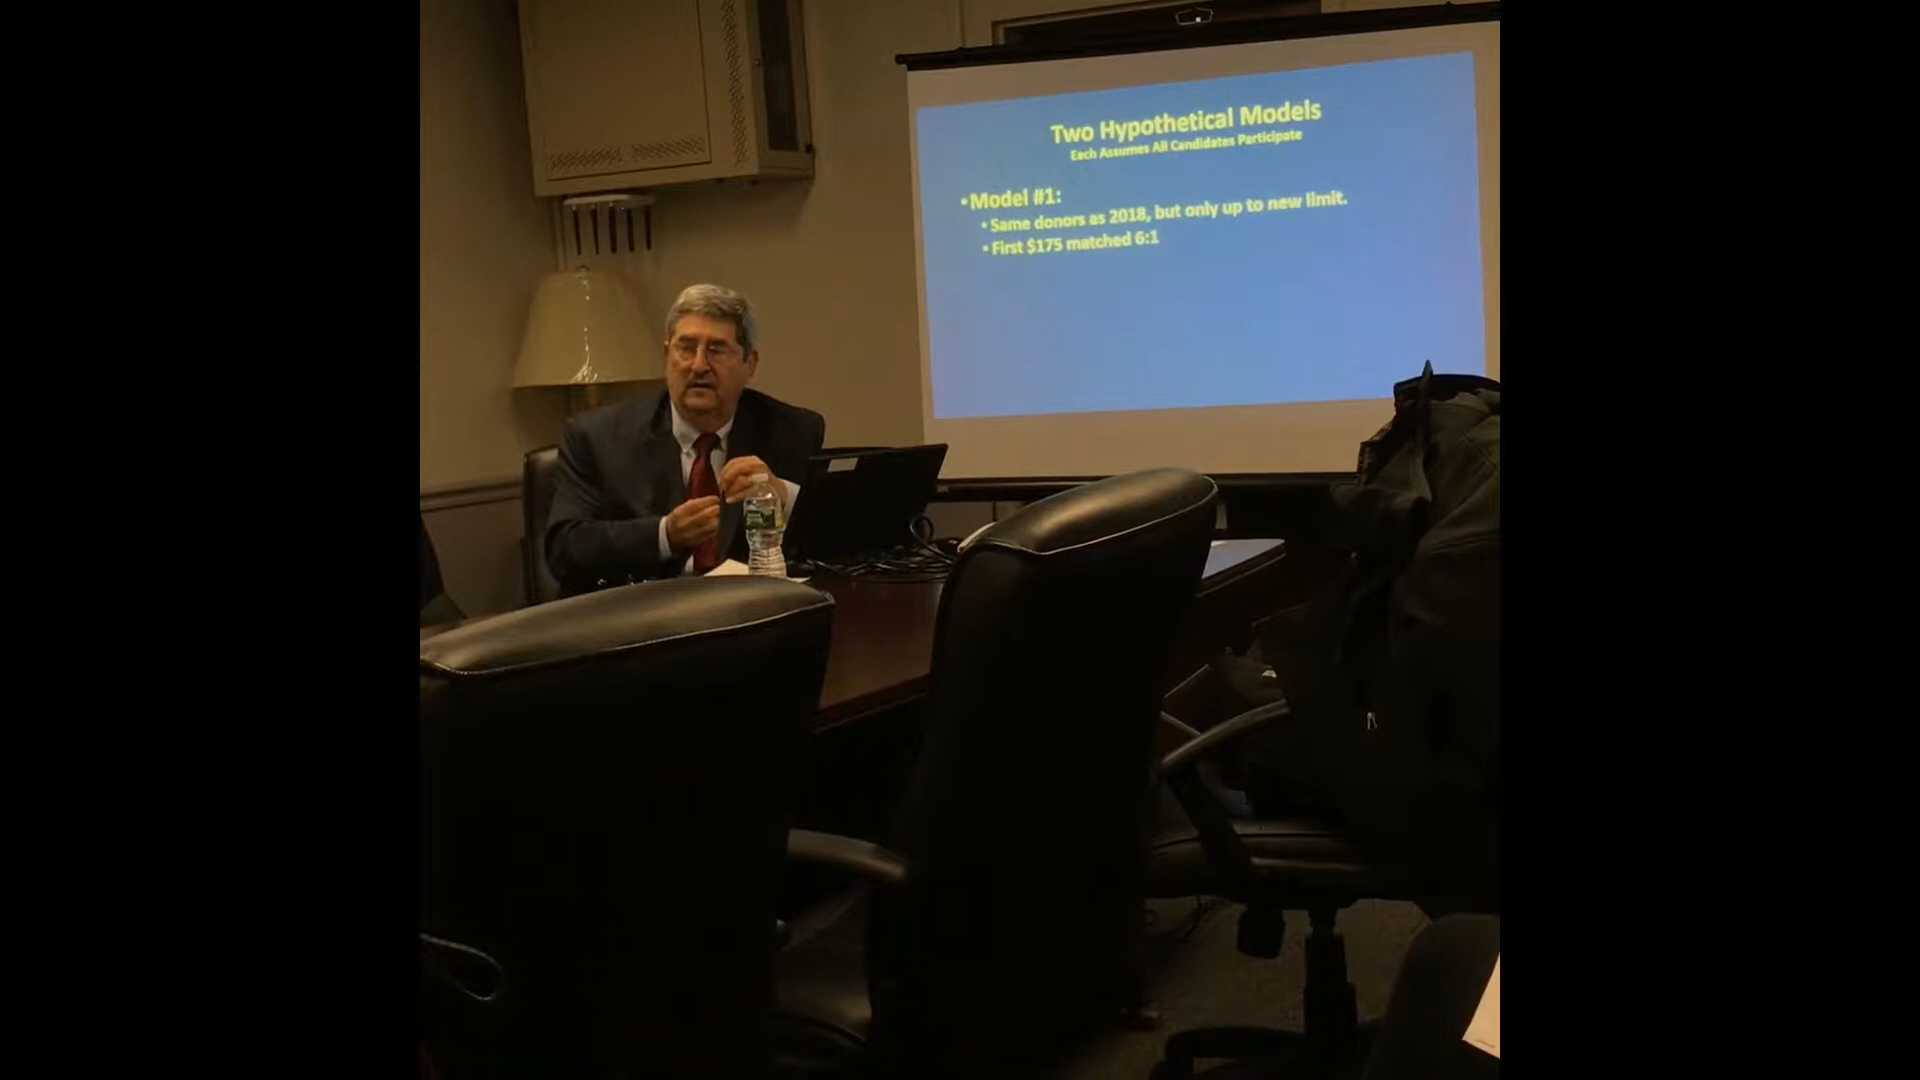 Two Hypothetical Models
Each Assumes All Candidates Participate
•Model #1:
• Same donors as 2018, but only up to new limit.
• First $175 matched 6:1